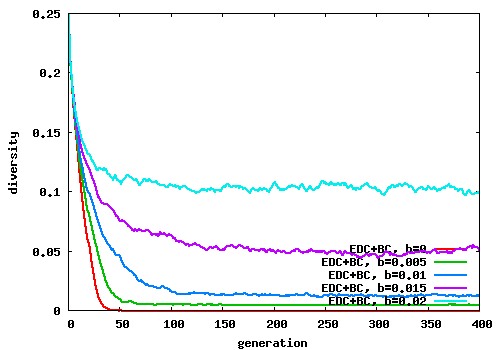 0.25
0.2
0.15
0.1
0.05
0
diversity
EDC+BC, b=0
EDC+BC, b=0.005
EDC+BC, b=0.01
EDC+BC, b=0.015
EDC+BC, b=0.02
0 50 100 150 200 250 300 350 400
generation